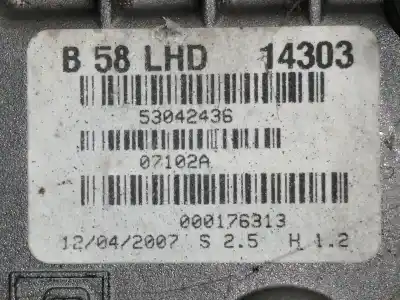 B 58 LHD 14303
53042436
07102A
000176313
12/04/2007 S 2.5 H 1.2